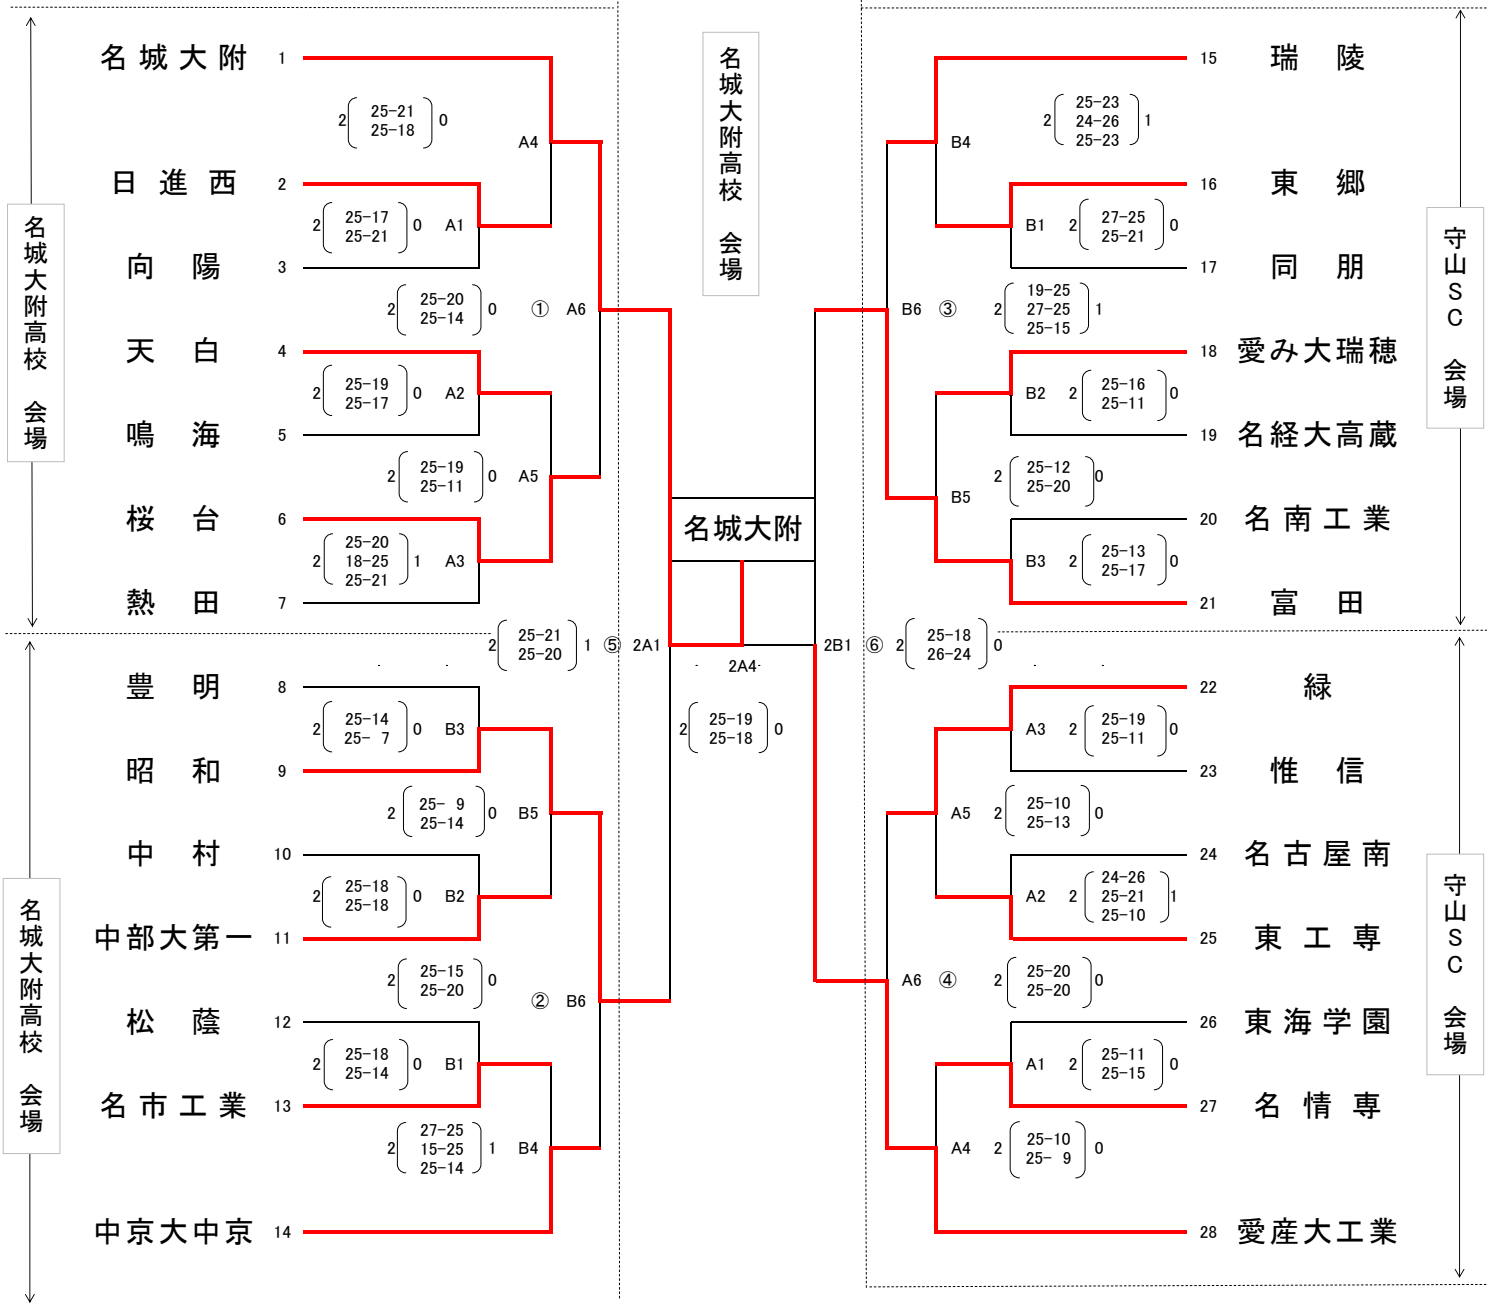 名城大附 1
2 25-21 0
25-18
A4
日進西 2
2 25-17 0 A1
25-21
向陽 3
2 25-20 0 ① A6
25-14
天白 4
2 25-19 0 A2
25-17
鳴海 5
2 25-19 0 A5
25-11
桜台 6
25-20
2 18-25 1 A3
25-21
熱田 7
名城大附高校 会場
2 25-21 1 ⑤ 2A1
25-20
豊明 8
2 25-14 0 B3
25- 7
昭和 9
2 25- 9 0 B5
25-14
中村 10
2 25-18 0 B2
25-18
中部大第一 11
2 25-15 0
25-20
② B6
松蔭 12
2 25-18 0 B1
25-14
名市工業 13
27-25
2 15-25 1 B4
25-14
中京大中京 14
名城大附高校 会場
名城大附高校 会場
名城大附
2A4
2 25-19 0
25-18
15 瑞陵
25-23
2 24-26 1
25-23
B4
16 東郷
B1 2 27-25 0
25-21
17 同朋
19-25
B6 ③ 2 27-25 1
25-15
18 愛み大瑞穂
B2 2 25-16 0
25-11
19 名経大高蔵
B5 2 25-12 0
25-20
20 名南工業
B3 2 25-13 0
25-17
21 富田
守山SC 会場
2B1 ⑥ 2 25-18 0
26-24
22 緑
A3 2 25-19 0
25-11
23 惟信
A5 2 25-10 0
25-13
24 名古屋南
24-26
A2 2 25-21 1
25-10
25 東工専
A6 ④ 2 25-20 0
25-20
26 東海学園
A1 2 25-11 0
25-15
27 名情専
A4 2 25-10 0
25- 9
28 愛産大工業
守山SC 会場